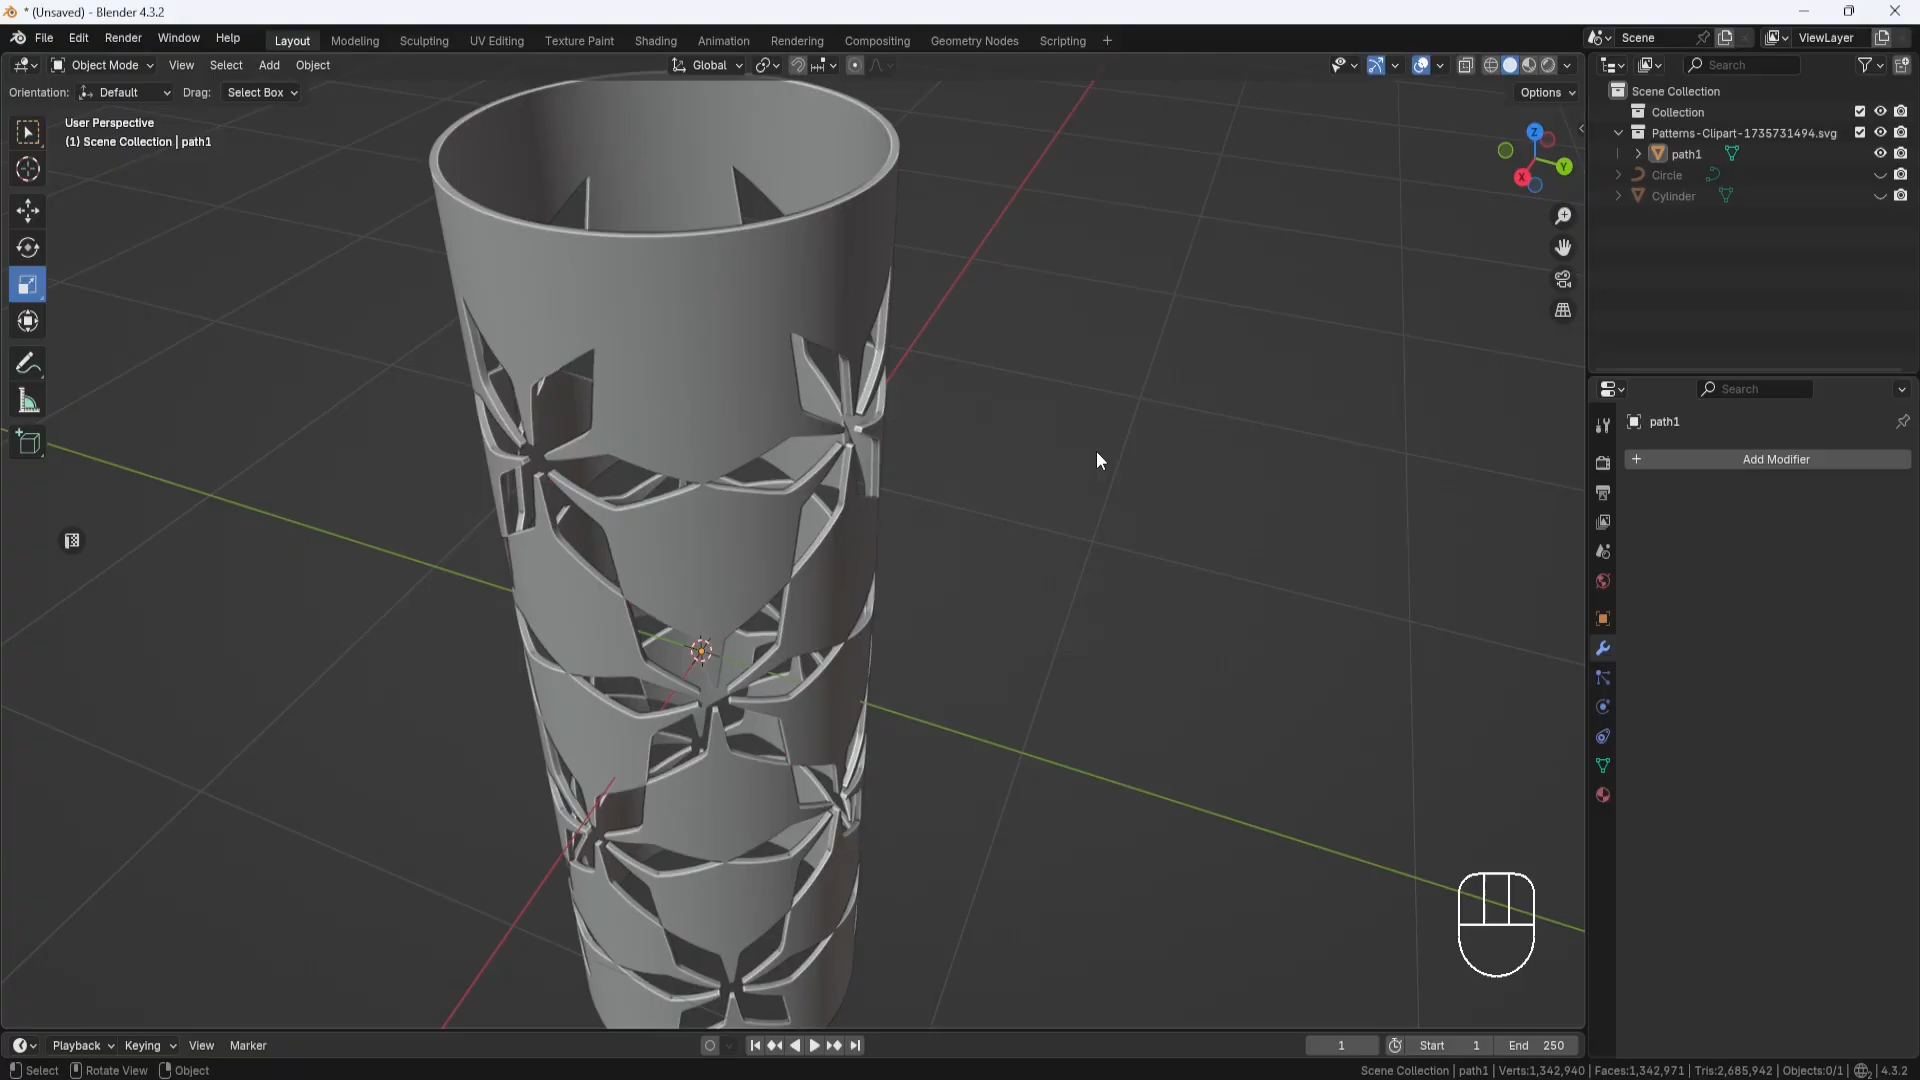 * (Unsaved) - Blender 4.3.2
File Edit Render Window Help
Layout Modeling Sculpting UV Editing Texture Paint Shading Animation Rendering Compositing Geometry Nodes Scripting +
Scene
ViewLayer
Object Mode View Select Add Object
Global
Search
Orientation: Default Drag: Select Box
Options
User Perspective
(1) Scene Collection | path1
Z
Y
X
Scene Collection
Collection
Patterns-Clipart-1735731494.svg
path1
Circle
Cylinder
Search
path1
+ Add Modifier
Playback Keying View Marker
1
Start 1
End 250
Select Rotate View Object
Scene Collection | path1 | Verts:1,342,940 | Faces:1,342,971 | Tris:2,685,942 | Objects:0/1 | 4.3.2